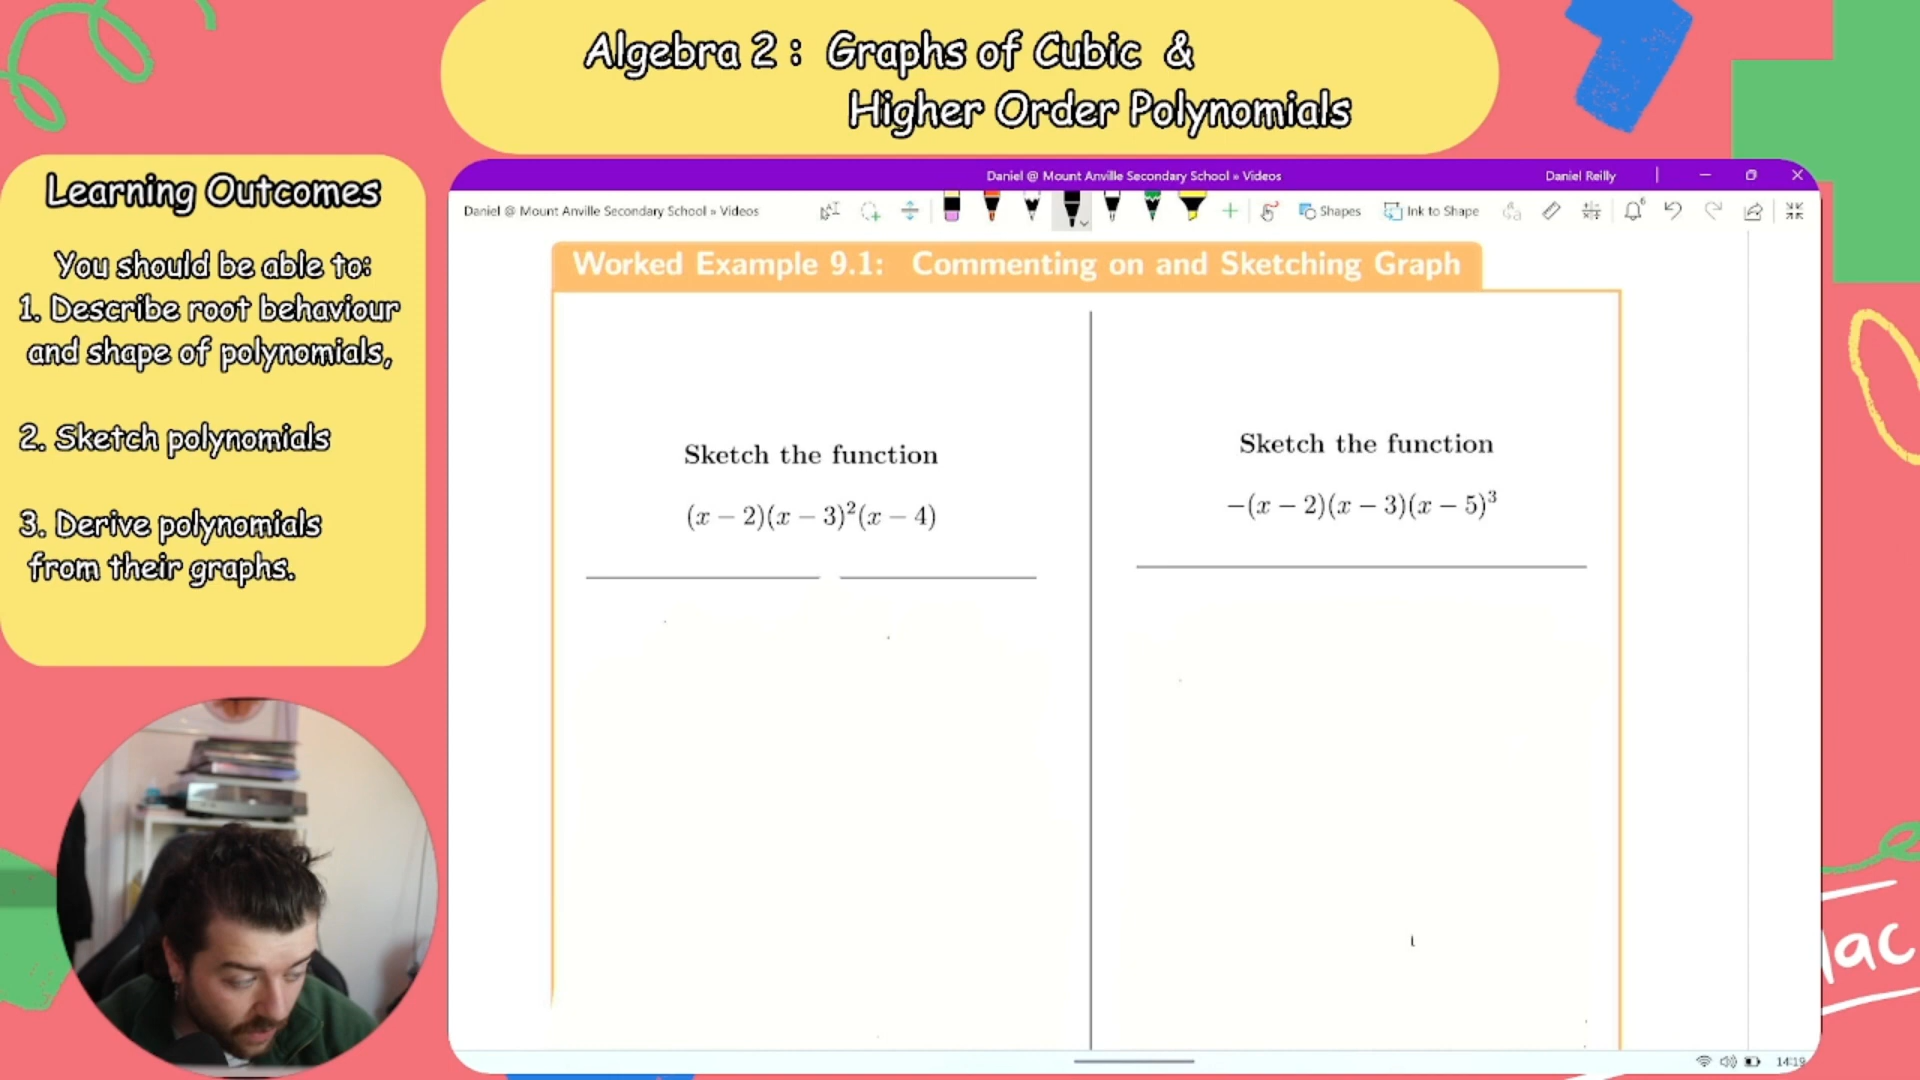 Algebra 2 : Graphs of Cubic &
Higher Order Polynomials
Learning Outcomes
You should be able to:
1. Describe root behaviour
and shape of polynomials,
2. Sketch polynomials
3. Derive polynomials
from their graphs.
Daniel @ Mount Anville Secondary School » Videos
Daniel Reilly
Daniel @ Mount Anville Secondary School » Videos
Shapes
Ink to Shape
6
Worked Example 9.1: Commenting on and Sketching Graph
Sketch the function
(x − 2)(x − 3)²(x − 4)
Sketch the function
−(x − 2)(x − 3)(x − 5)³
14:19